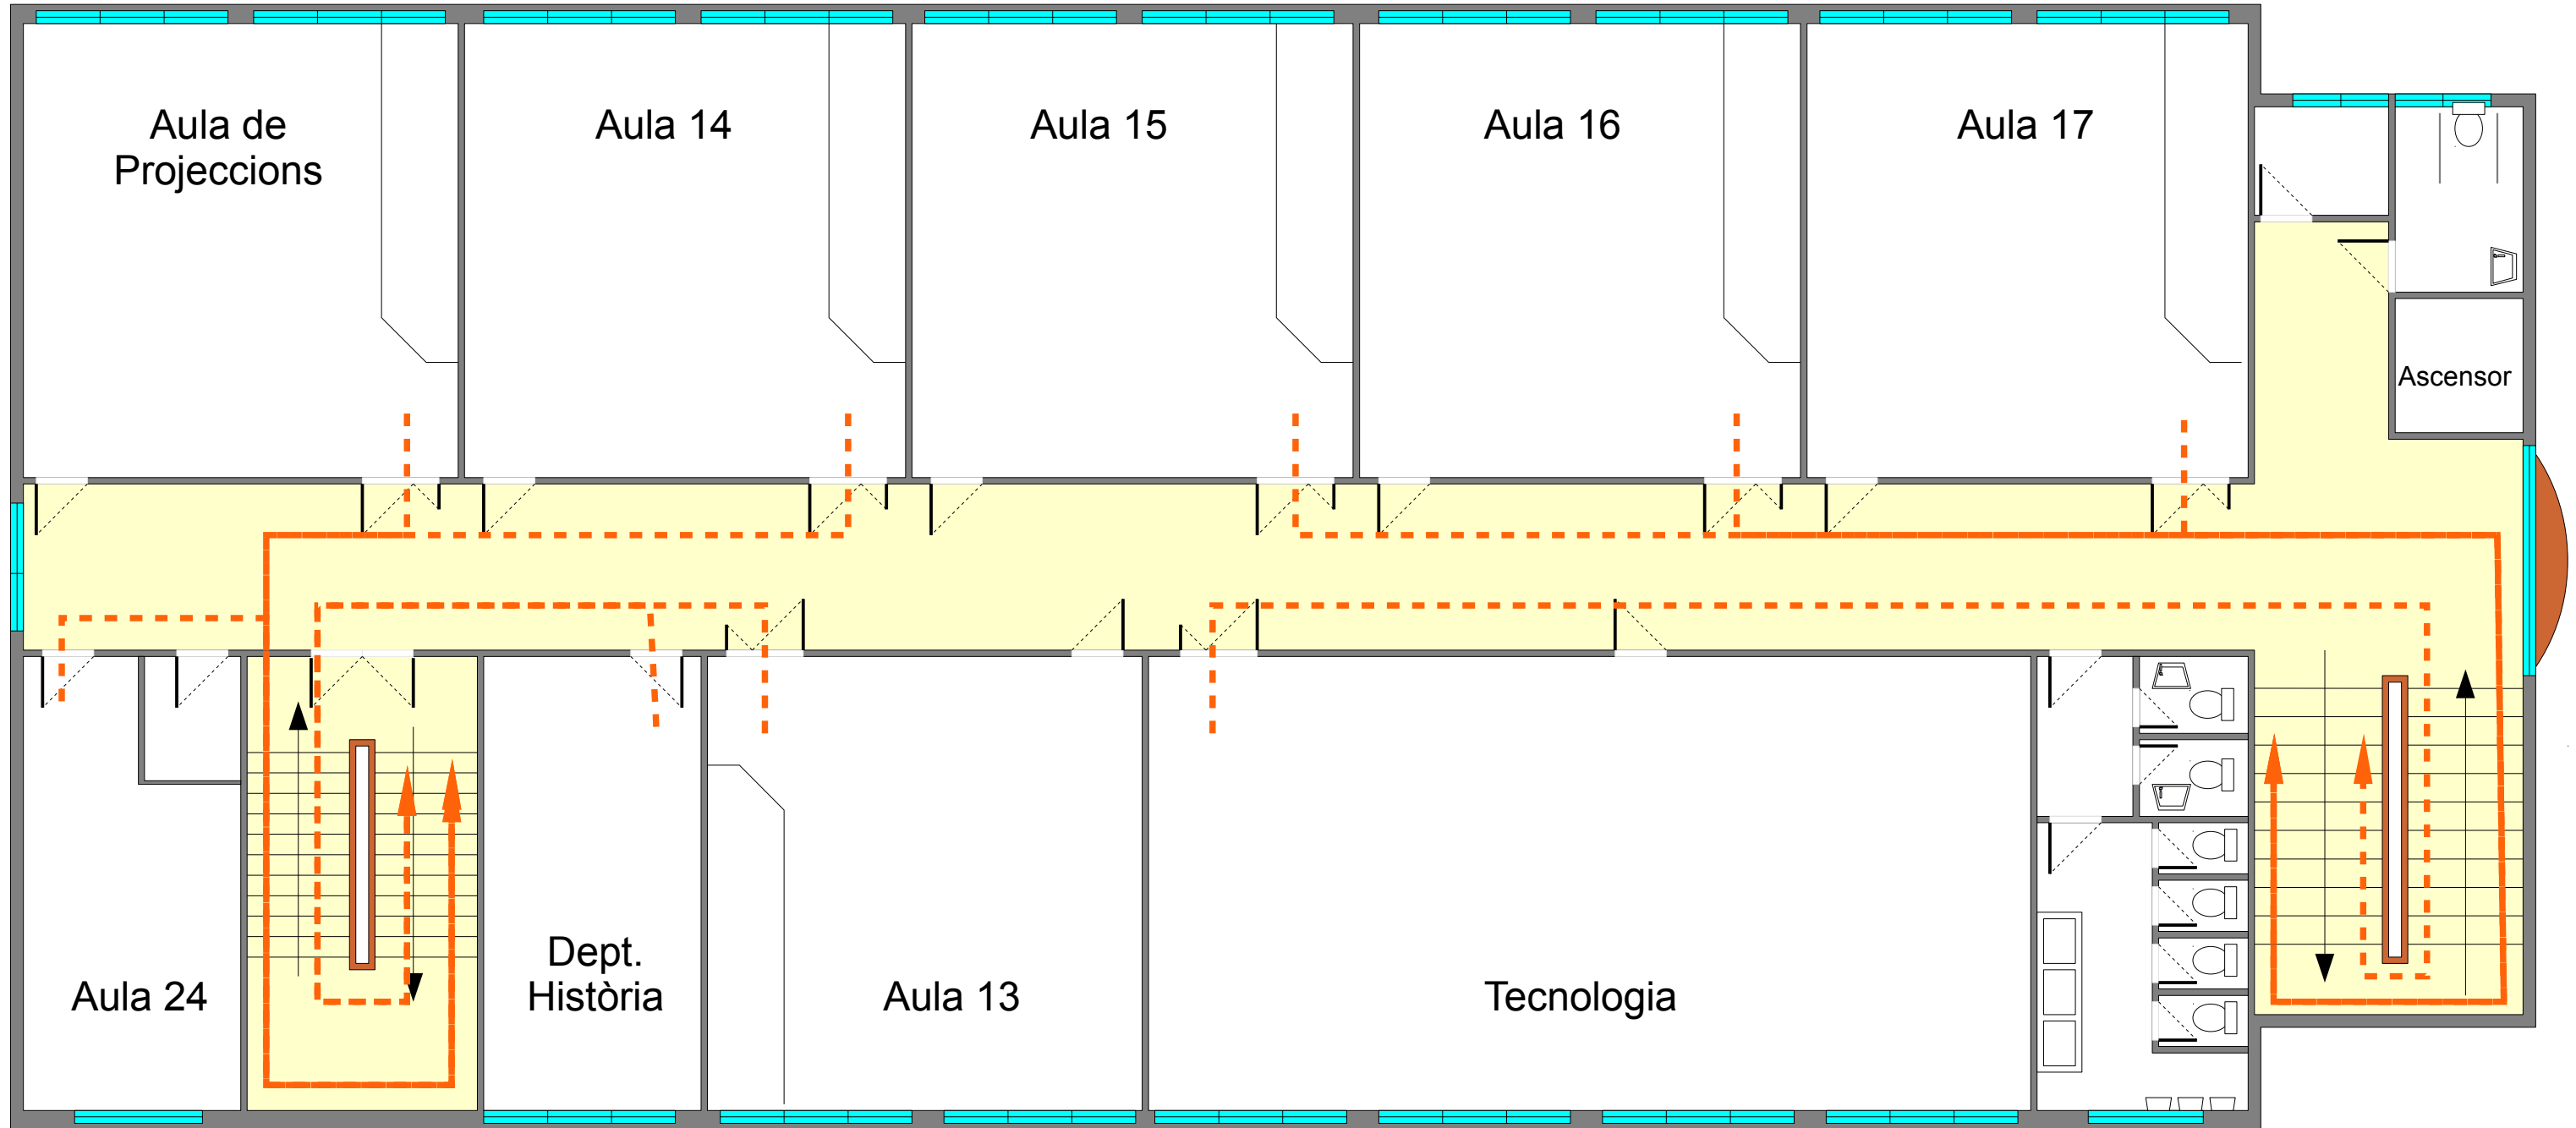 Aula de
Projeccions
Aula 14
Aula 15
Aula 16
Aula 17
Ascensor
Aula 24
Dept.
Història
Aula 13
Tecnologia